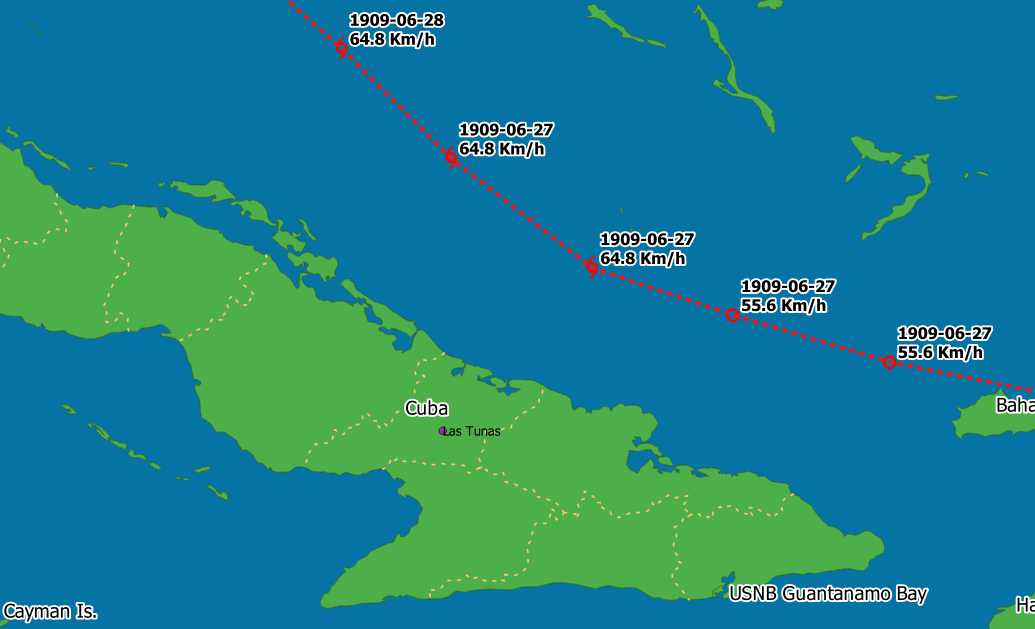 1909-06-28
64.8 Km/h
1909-06-27
64.8 Km/h
1909-06-27
64.8 Km/h
1909-06-27
55.6 Km/h
1909-06-27
55.6 Km/h
Baha
Cuba
Las Tunas
USNB Guantanamo Bay
Cayman Is.
Ha